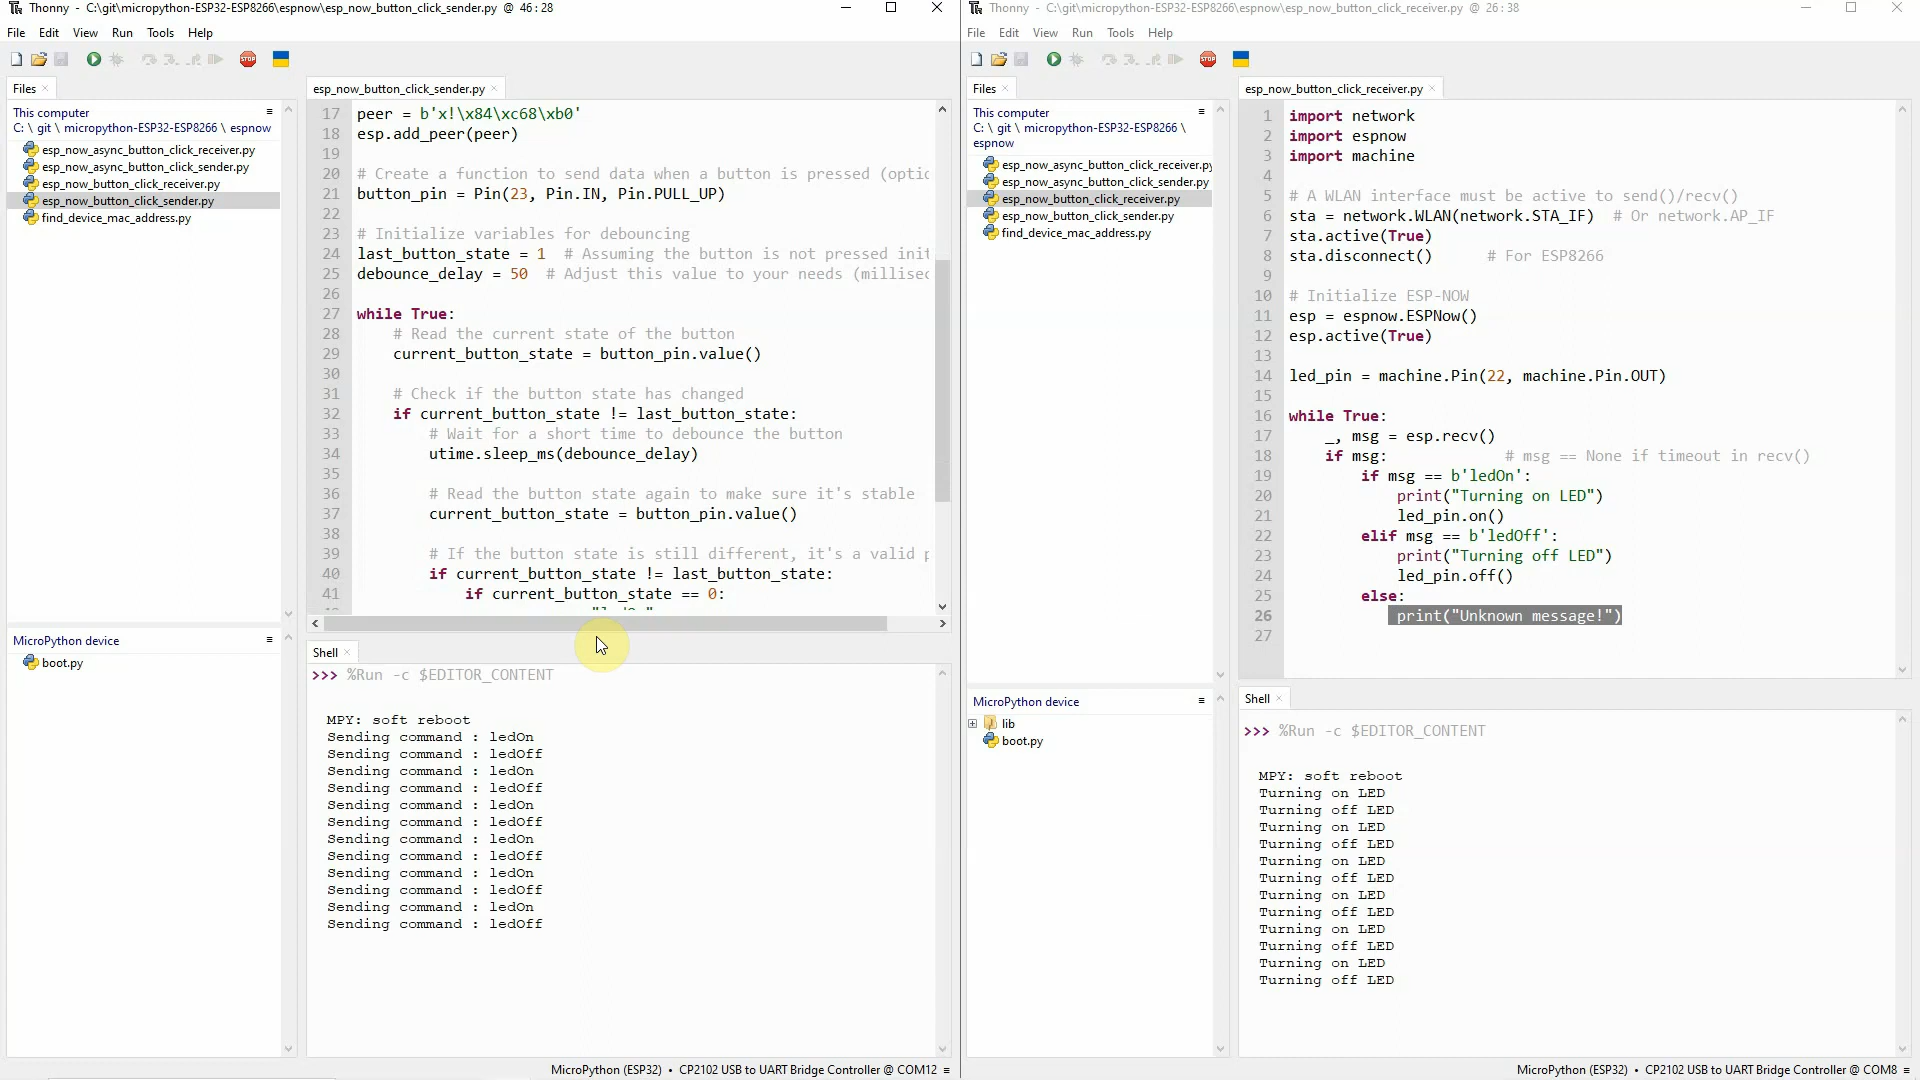 Thonny - C:\git\micropython-ESP32-ESP8266\espnow\esp_now_button_click_sender.py @ 46 : 28
File Edit View Run Tools Help
STOP
Files
This computer
C: \ git \ micropython-ESP32-ESP8266 \ espnow
esp_now_async_button_click_receiver.py
esp_now_async_button_click_sender.py
esp_now_button_click_receiver.py
esp_now_button_click_sender.py
find_device_mac_address.py
MicroPython device
boot.py
esp_now_button_click_sender.py
17 peer = b'x!\x84\xc68\xb0'
18 esp.add_peer(peer)
19
20 # Create a function to send data when a button is pressed (optic
21 button_pin = Pin(23, Pin.IN, Pin.PULL_UP)
22
23 # Initialize variables for debouncing
24 last_button_state = 1  # Assuming the button is not pressed init
25 debounce_delay = 50  # Adjust this value to your needs (millisec
26
27 while True:
28     # Read the current state of the button
29     current_button_state = button_pin.value()
30
31     # Check if the button state has changed
32     if current_button_state != last_button_state:
33         # Wait for a short time to debounce the button
34         utime.sleep_ms(debounce_delay)
35
36         # Read the button state again to make sure it's stable
37         current_button_state = button_pin.value()
38
39         # If the button state is still different, it's a valid p
40         if current_button_state != last_button_state:
41             if current_button_state == 0:
Shell
>>> %Run -c $EDITOR_CONTENT
MPY: soft reboot
Sending command : ledOn
Sending command : ledOff
Sending command : ledOn
Sending command : ledOff
Sending command : ledOn
Sending command : ledOff
Sending command : ledOn
Sending command : ledOff
Sending command : ledOn
Sending command : ledOff
Sending command : ledOn
Sending command : ledOff
MicroPython (ESP32) • CP2102 USB to UART Bridge Controller @ COM12 ≡
Thonny - C:\git\micropython-ESP32-ESP8266\espnow\esp_now_button_click_receiver.py @ 26 : 38
File Edit View Run Tools Help
STOP
Files
This computer
C: \ git \ micropython-ESP32-ESP8266 \
espnow
esp_now_async_button_click_receiver.py
esp_now_async_button_click_sender.py
esp_now_button_click_receiver.py
esp_now_button_click_sender.py
find_device_mac_address.py
MicroPython device
lib
boot.py
esp_now_button_click_receiver.py
1 import network
2 import espnow
3 import machine
4
5 # A WLAN interface must be active to send()/recv()
6 sta = network.WLAN(network.STA_IF)  # Or network.AP_IF
7 sta.active(True)
8 sta.disconnect()      # For ESP8266
9
10 # Initialize ESP-NOW
11 esp = espnow.ESPNow()
12 esp.active(True)
13
14 led_pin = machine.Pin(22, machine.Pin.OUT)
15
16 while True:
17     _, msg = esp.recv()
18     if msg:             # msg == None if timeout in recv()
19         if msg == b'ledOn':
20             print("Turning on LED")
21             led_pin.on()
22         elif msg == b'ledOff':
23             print("Turning off LED")
24             led_pin.off()
25         else:
26             print("Unknown message!")
27
Shell
>>> %Run -c $EDITOR_CONTENT
MPY: soft reboot
Turning on LED
Turning off LED
Turning on LED
Turning off LED
Turning on LED
Turning off LED
Turning on LED
Turning off LED
Turning on LED
Turning off LED
Turning on LED
Turning off LED
MicroPython (ESP32) • CP2102 USB to UART Bridge Controller @ COM8 ≡